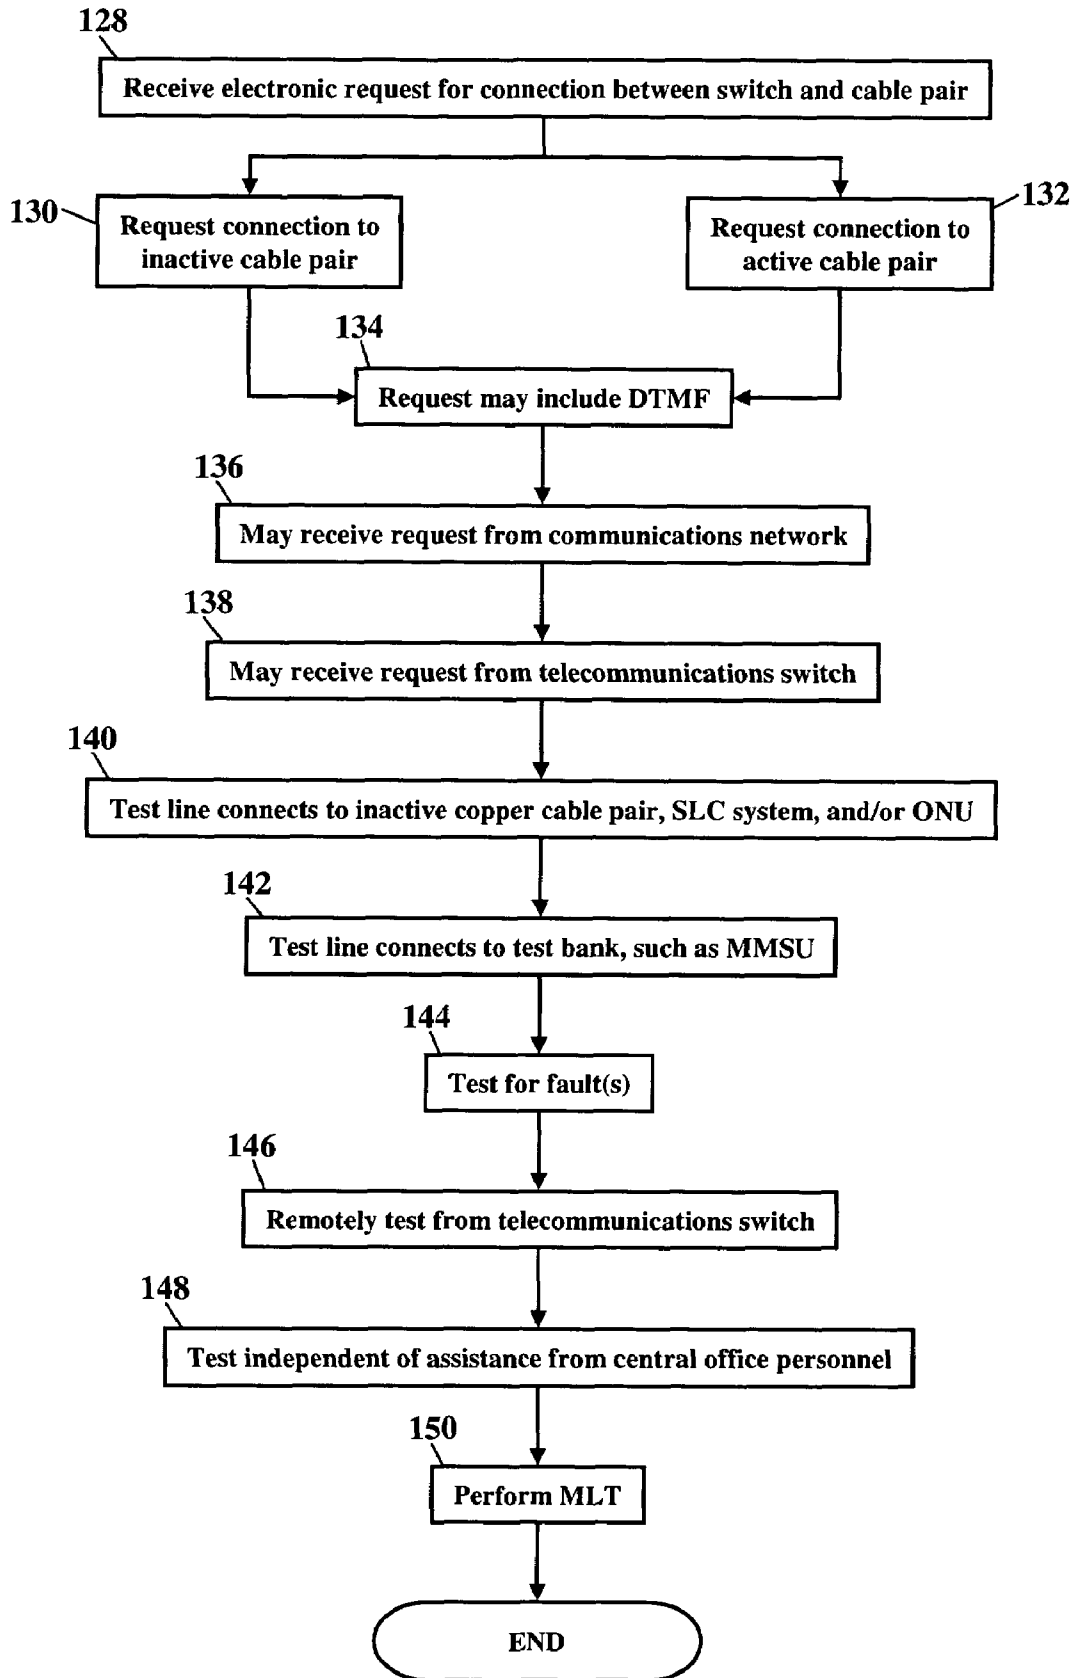 128
Receive electronic request for connection between switch and cable pair
130
Request connection to
inactive cable pair
132
Request connection to
active cable pair
134
Request may include DTMF
136
May receive request from communications network
138
May receive request from telecommunications switch
140
Test line connects to inactive copper cable pair, SLC system, and/or ONU
142
Test line connects to test bank, such as MMSU
144
Test for fault(s)
146
Remotely test from telecommunications switch
148
Test independent of assistance from central office personnel
150
Perform MLT
END